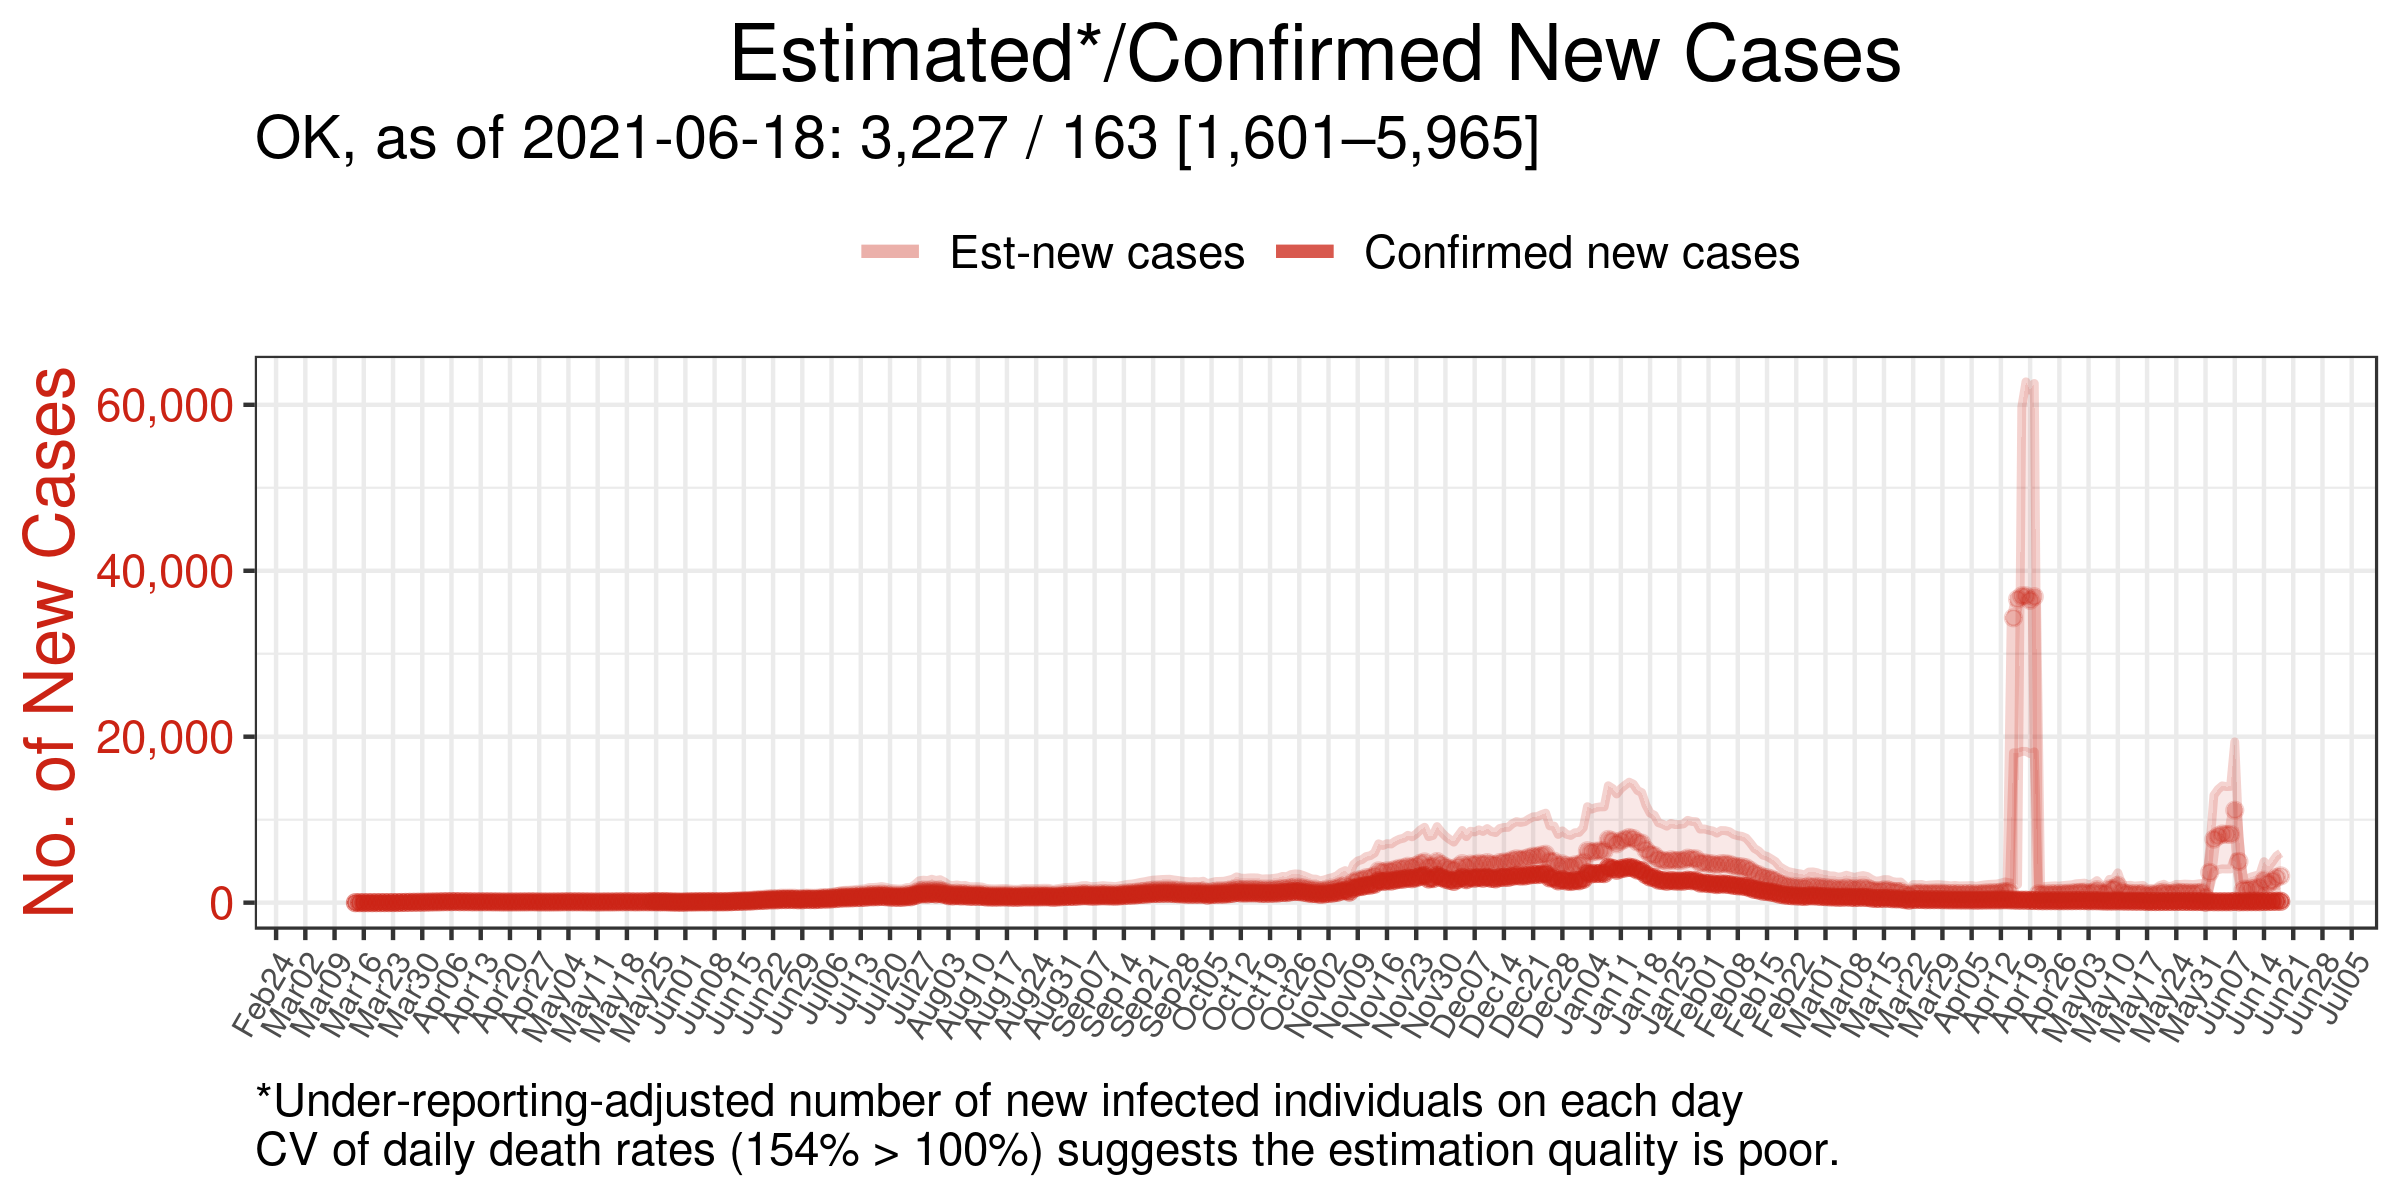 Estimated*/Confirmed New Cases
OK, as of 2021-06-18: 3,227 / 163 [1,601–5,965]
Est-new cases Confirmed new cases
No. of New Cases
60,000
40,000
20,000
0
Feb24 Mar02 Mar09 Mar16 Mar23 Mar30 Apr06 Apr13 Apr20 Apr27 May04 May11 May18 May25 Jun01 Jun08 Jun15 Jun22 Jun29 Jul06 Jul13 Jul20 Jul27 Aug03 Aug10 Aug17 Aug24 Aug31 Sep07 Sep14 Sep21 Sep28 Oct05 Oct12 Oct19 Oct26 Nov02 Nov09 Nov16 Nov23 Nov30 Dec07 Dec14 Dec21 Dec28 Jan04 Jan11 Jan18 Jan25 Feb01 Feb08 Feb15 Feb22 Mar01 Mar08 Mar15 Mar22 Mar29 Apr05 Apr12 Apr19 Apr26 May03 May10 May17 May24 May31 Jun07 Jun14 Jun21 Jun28 Jul05
*Under-reporting-adjusted number of new infected individuals on each day
CV of daily death rates (154% > 100%) suggests the estimation quality is poor.